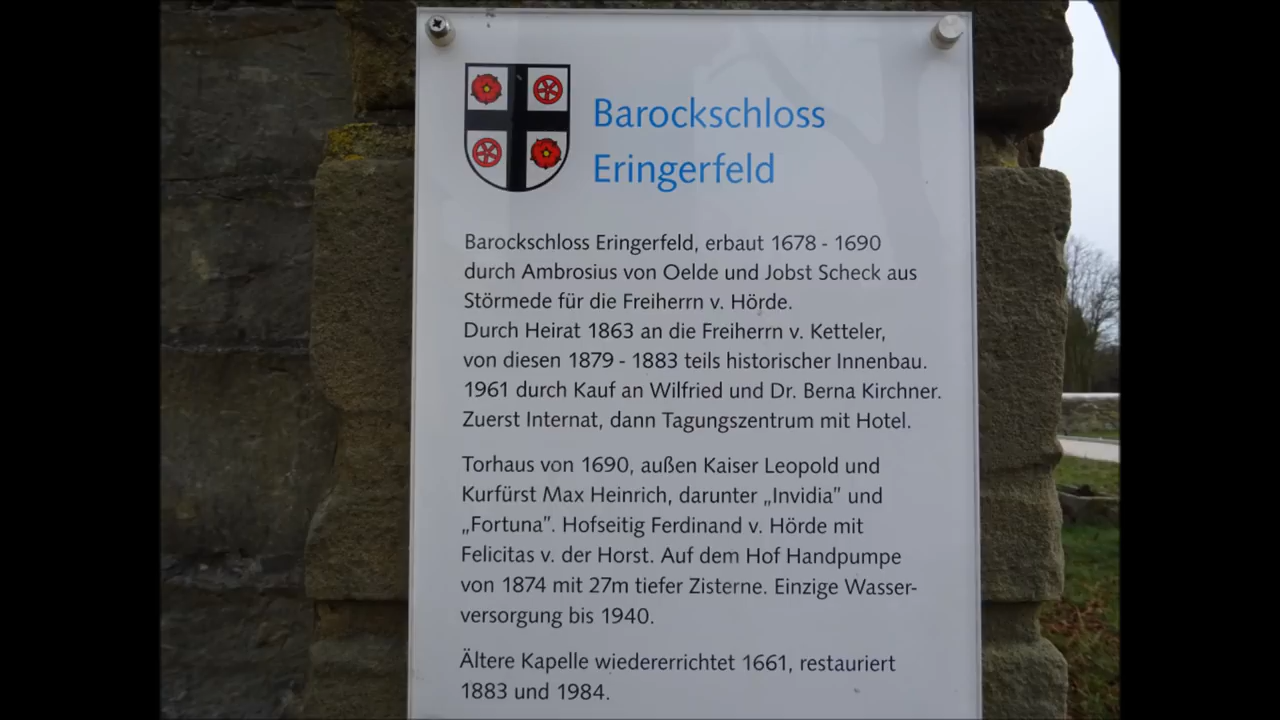 Barockschloss
Eringerfeld
Barockschloss Eringerfeld, erbaut 1678 - 1690
durch Ambrosius von Oelde und Jobst Scheck aus
Störmede für die Freiherrn v. Hörde.
Durch Heirat 1863 an die Freiherrn v. Ketteler,
von diesen 1879 - 1883 teils historischer Innenbau.
1961 durch Kauf an Wilfried und Dr. Berna Kirchner.
Zuerst Internat, dann Tagungszentrum mit Hotel.
Torhaus von 1690, außen Kaiser Leopold und
Kurfürst Max Heinrich, darunter „Invidia” und
„Fortuna”. Hofseitig Ferdinand v. Hörde mit
Felicitas v. der Horst. Auf dem Hof Handpumpe
von 1874 mit 27m tiefer Zisterne. Einzige Wasser-
versorgung bis 1940.
Ältere Kapelle wiedererrichtet 1661, restauriert
1883 und 1984.